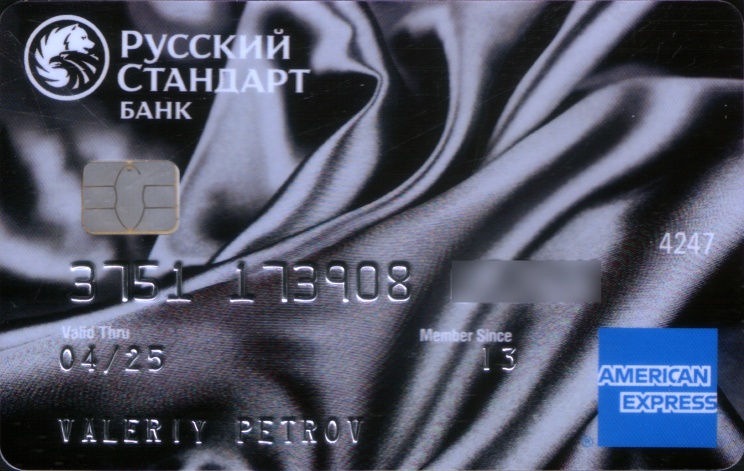 РУССКИЙ
СТАНДАРТ
БАНК
4247
3751 173908
Valid Thru
Member Since
04/25
13
AMERICAN
EXPRESS
®
VALERIY PETROV